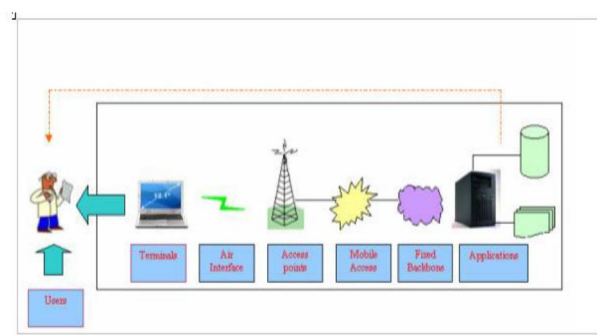 Terminals
Air
Interface
Access
points
Mobile
Access
Fixed
Backbone
Applications
Users